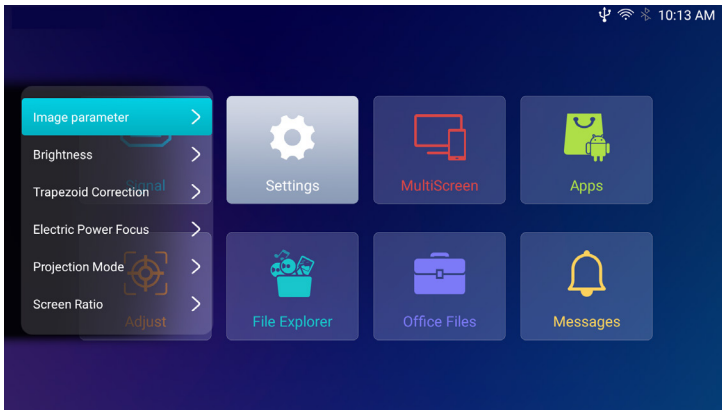 10:13 AM
Image parameter
Brightness
Trapezoid Correction
Electric Power Focus
Projection Mode
Screen Ratio
Signal
Settings
MultiScreen
Apps
Adjust
File Explorer
Office Files
Messages